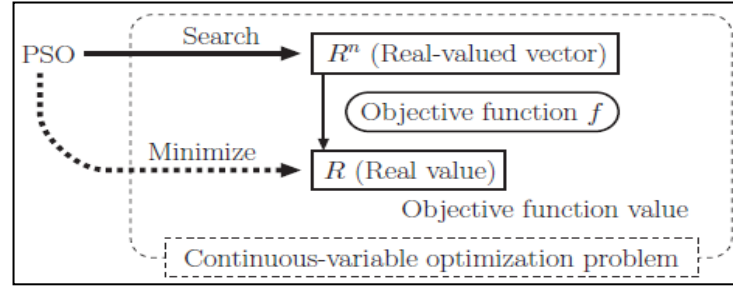 Search
PSO
R^n (Real-valued vector)
Objective function f
Minimize
R (Real value)
Objective function value
Continuous-variable optimization problem